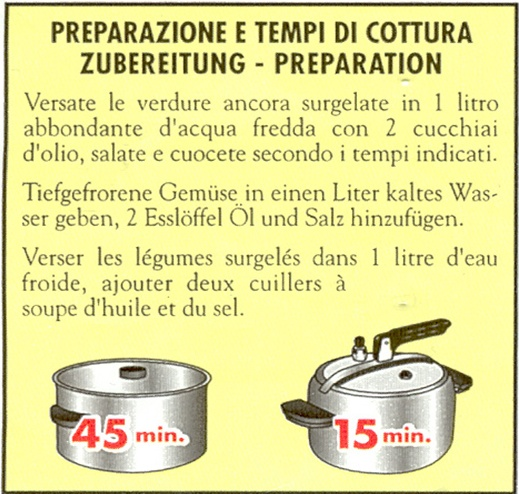 PREPARAZIONE E TEMPI DI COTTURA
ZUBEREITUNG - PREPARATION
Versate le verdure ancora surgelate in 1 litro
abbondante d'acqua fredda con 2 cucchiai
d'olio, salate e cuocete secondo i tempi indicati.
Tiefgefrorene Gemüse in einen Liter kaltes Was-
ser geben, 2 Esslöffel Öl und Salz hinzufügen.
Verser les légumes surgelés dans 1 litre d'eau
froide, ajouter deux cuillers à
soupe d'huile et du sel.
45 min.
15 min.